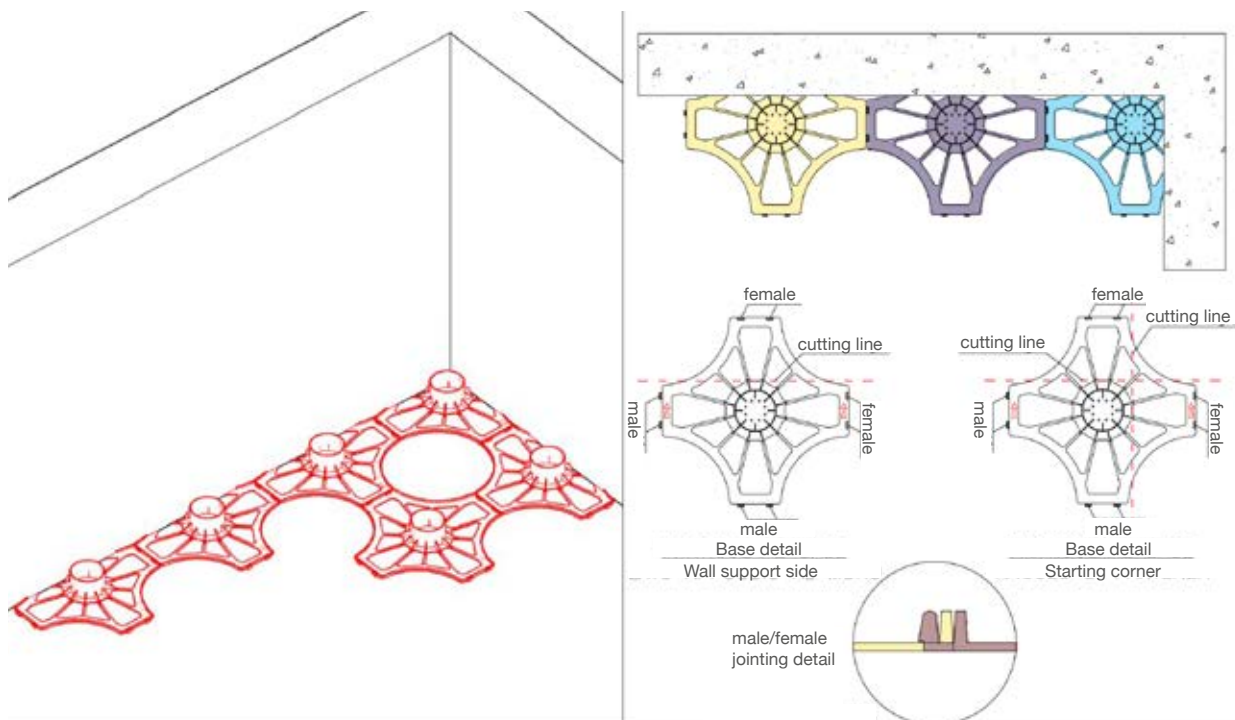 female
cutting line
male
female
male
Base detail
Wall support side
female
cutting line
cutting line
male
female
male
Base detail
Starting corner
male/female
jointing detail